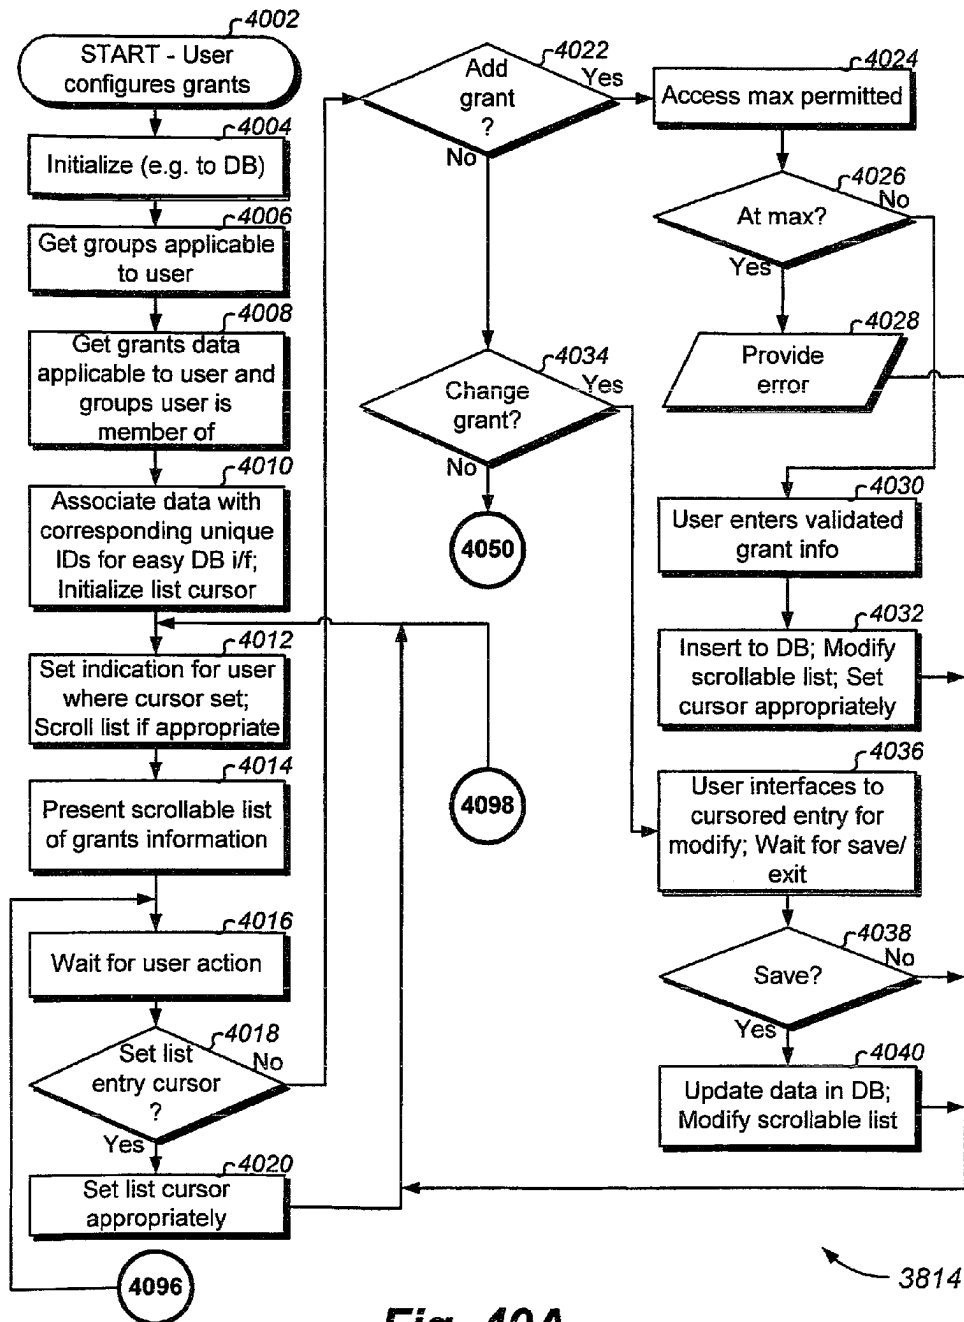 4002
START - User
configures grants
4004
Initialize (e.g. to DB)
4006
Get groups applicable
to user
4008
Get grants data
applicable to user and
groups user is
member of
4010
Associate data with
corresponding unique
IDs for easy DB i/f;
Initialize list cursor
4012
Set indication for user
where cursor set;
Scroll list if appropriate
4014
Present scrollable list
of grants information
4016
Wait for user action
4018
Set list
entry cursor
?
No
Yes
4020
Set list cursor
appropriately
4096
4022
Add
grant
?
Yes
No
4034
Change
grant?
Yes
No
4050
4098
4024
Access max permitted
4026
At max?
No
Yes
4028
Provide
error
4030
User enters validated
grant info
4032
Insert to DB; Modify
scrollable list; Set
cursor appropriately
4036
User interfaces to
cursored entry for
modify; Wait for save/
exit
4038
Save?
No
Yes
4040
Update data in DB;
Modify scrollable list
3814
Fig. 40A